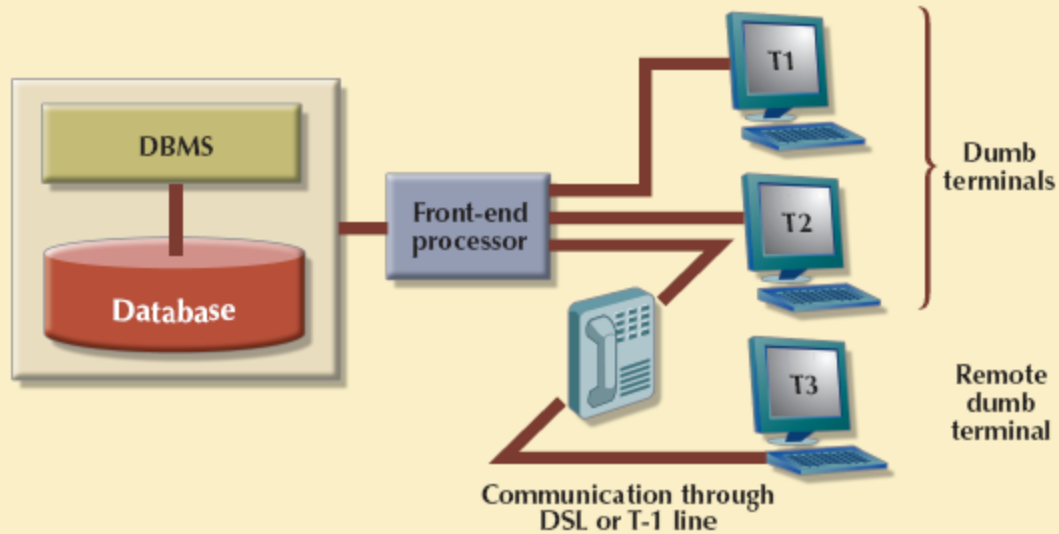 DBMS
Database
Front-end
processor
T1
T2
T3
Dumb
terminals
Remote
dumb
terminal
Communication through
DSL or T-1 line